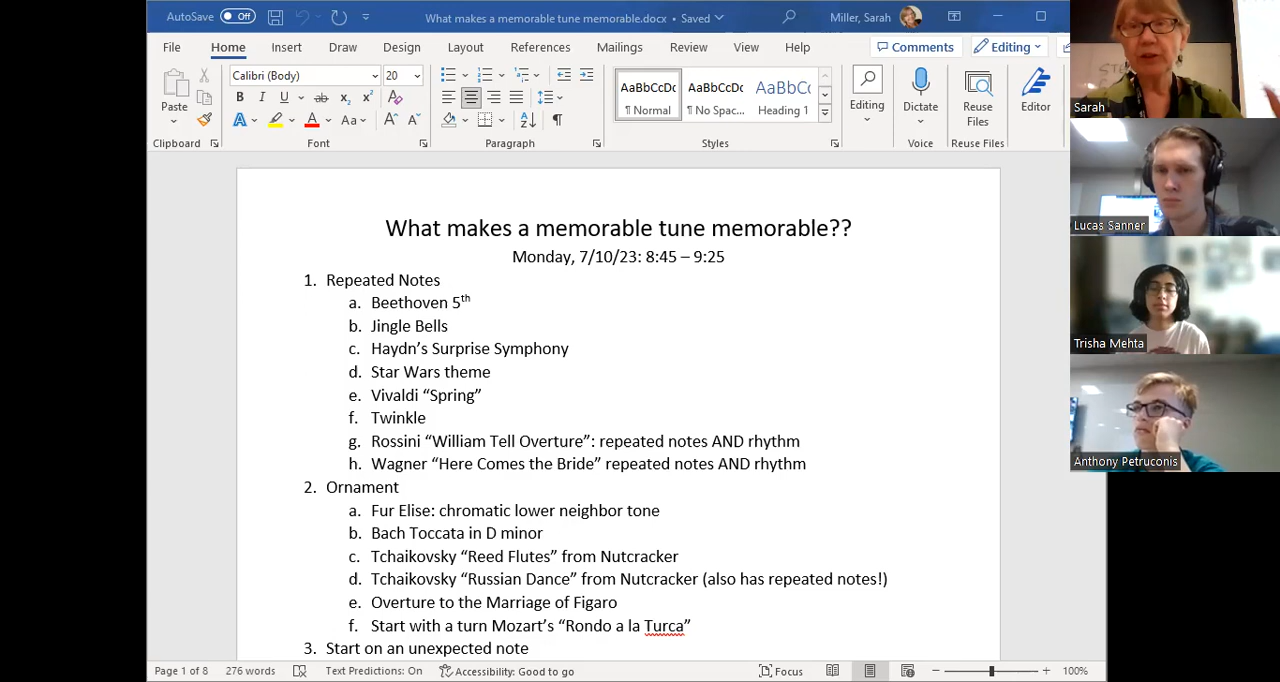 AutoSave Off What makes a memorable tune memorable.docx • Saved Miller, Sarah
File Home Insert Draw Design Layout References Mailings Review View Help Comments Editing
Calibri (Body) 20
AaBbCcDc AaBbCcDc AaBbCc
Paste B I U ab x₂ x² A
¶ Normal ¶ No Spac... Heading 1 Editing Dictate Reuse Files Editor
Clipboard Font Paragraph Styles Voice Reuse Files
Sarah
Lucas Sanner
Trisha Mehta
Anthony Petruconis
What makes a memorable tune memorable??
Monday, 7/10/23: 8:45 – 9:25
1. Repeated Notes
a. Beethoven 5th
b. Jingle Bells
c. Haydn’s Surprise Symphony
d. Star Wars theme
e. Vivaldi “Spring”
f. Twinkle
g. Rossini “William Tell Overture”: repeated notes AND rhythm
h. Wagner “Here Comes the Bride” repeated notes AND rhythm
2. Ornament
a. Fur Elise: chromatic lower neighbor tone
b. Bach Toccata in D minor
c. Tchaikovsky “Reed Flutes” from Nutcracker
d. Tchaikovsky “Russian Dance” from Nutcracker (also has repeated notes!)
e. Overture to the Marriage of Figaro
f. Start with a turn Mozart’s “Rondo a la Turca”
3. Start on an unexpected note
Page 1 of 8 276 words Text Predictions: On Accessibility: Good to go Focus 100%